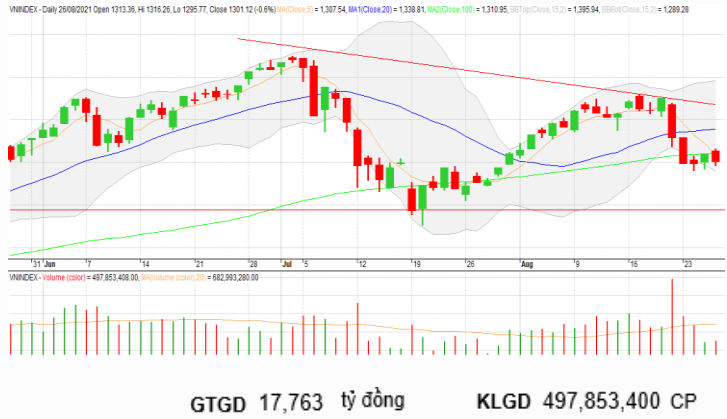 VNINDEX - Daily 26/08/2021 Open 1313.36, Hi 1316.26, Lo 1295.77, Close 1301.12 (-0.6%) MA(Close,5) = 1,307.54, MA1(Close,20) = 1,338.81, MA2(Close,100) = 1,310.95, BBTop(Close,15,2) = 1,395.94, BBBot(Close,15,2) = 1,289.28
31 Jun 7 14 21 28 Jul 5 12 19 26 Aug 9 16 23
VNINDEX - Volume (color) = 497,853,408.00, MA(Volume (color),20) = 682,993,280.00
GTGD 17,763 tỷ đồng KLGD 497,853,400 CP